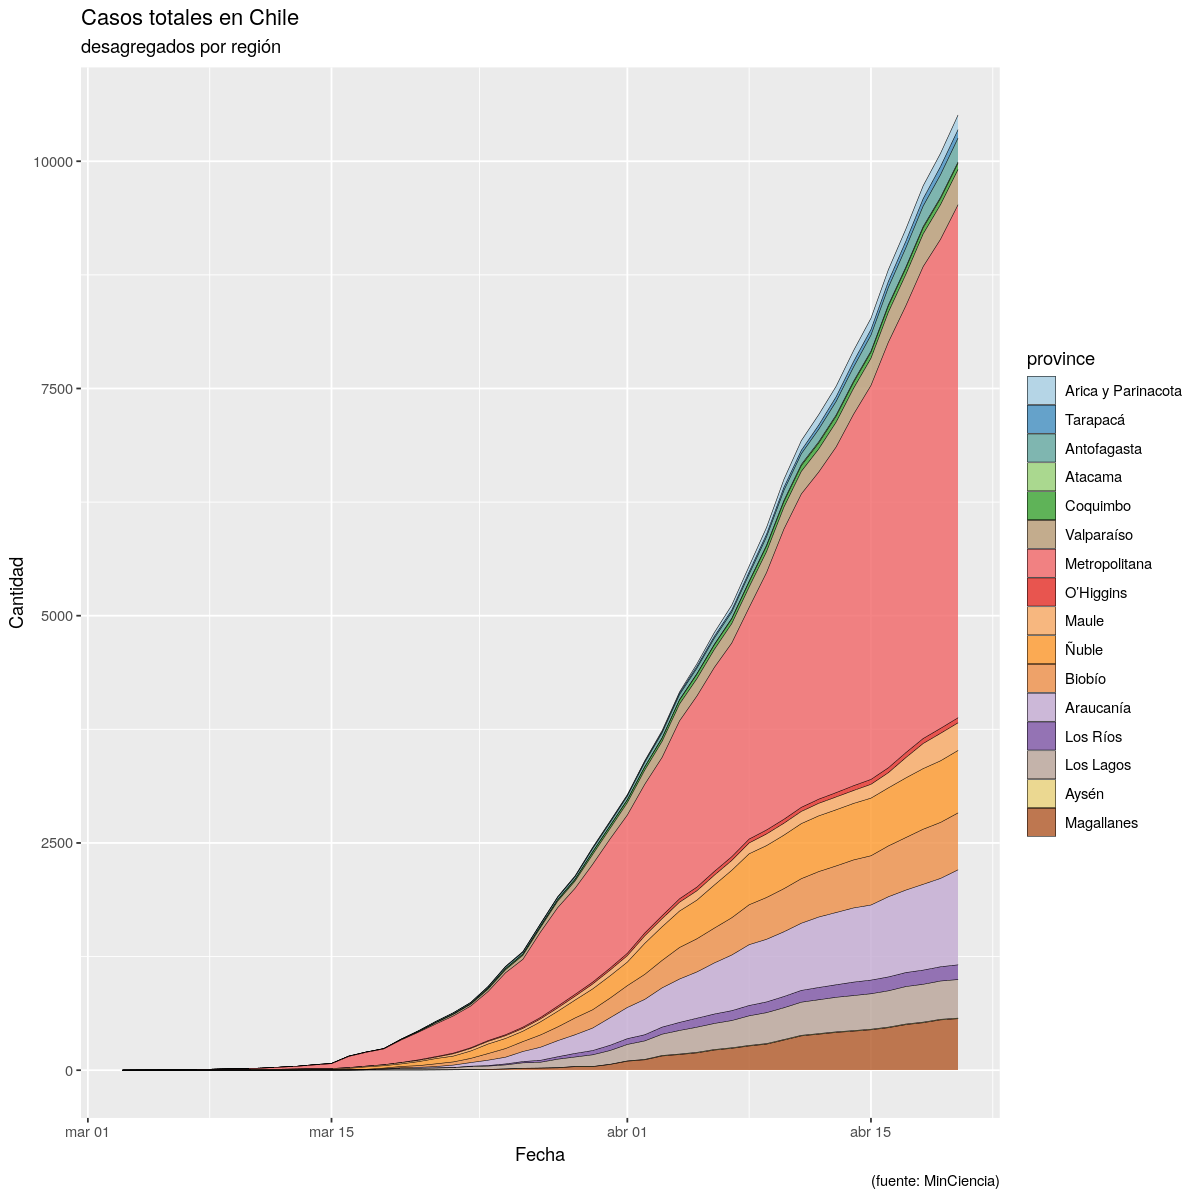 Casos totales en Chile
desagregados por región
Cantidad
10000
7500
5000
2500
0
mar 01
mar 15
abr 01
abr 15
Fecha
province
Arica y Parinacota
Tarapacá
Antofagasta
Atacama
Coquimbo
Valparaíso
Metropolitana
O’Higgins
Maule
Ñuble
Biobío
Araucanía
Los Ríos
Los Lagos
Aysén
Magallanes
(fuente: MinCiencia)